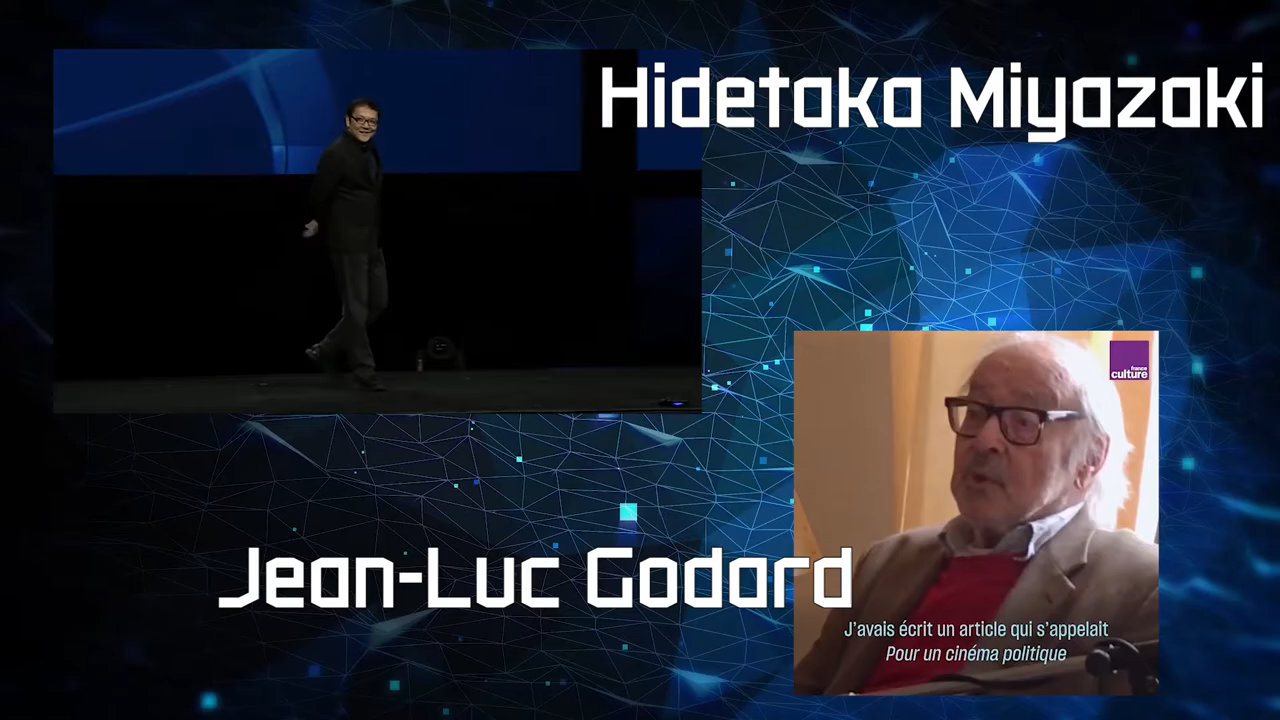 Hidetaka Miyazaki
france
culture
Jean-Luc Godard
J'avais écrit un article qui s'appelait
Pour un cinéma politique